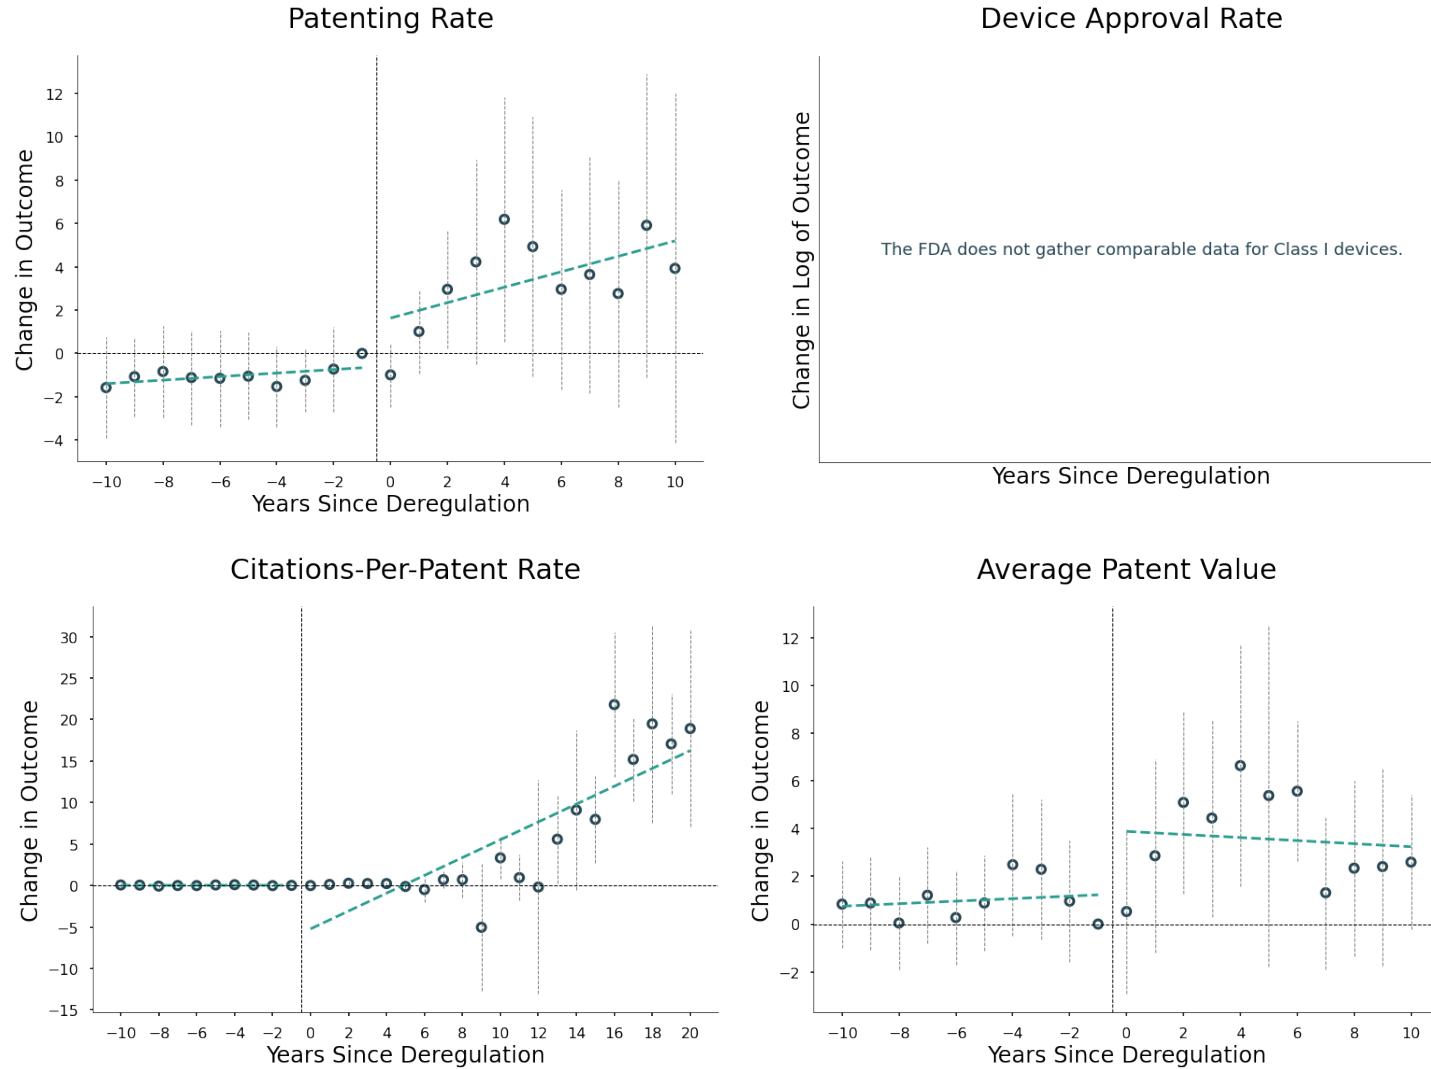 Patenting Rate
Change in Outcome
12
10
8
6
4
2
0
−2
−4
−10 −8 −6 −4 −2 0 2 4 6 8 10
Years Since Deregulation
Device Approval Rate
Change in Log of Outcome
The FDA does not gather comparable data for Class I devices.
Years Since Deregulation
Citations-Per-Patent Rate
Change in Outcome
30
25
20
15
10
5
0
−5
−10
−15
−10 −8 −6 −4 −2 0 2 4 6 8 10 12 14 16 18 20
Years Since Deregulation
Average Patent Value
Change in Outcome
12
10
8
6
4
2
0
−2
−10 −8 −6 −4 −2 0 2 4 6 8 10
Years Since Deregulation